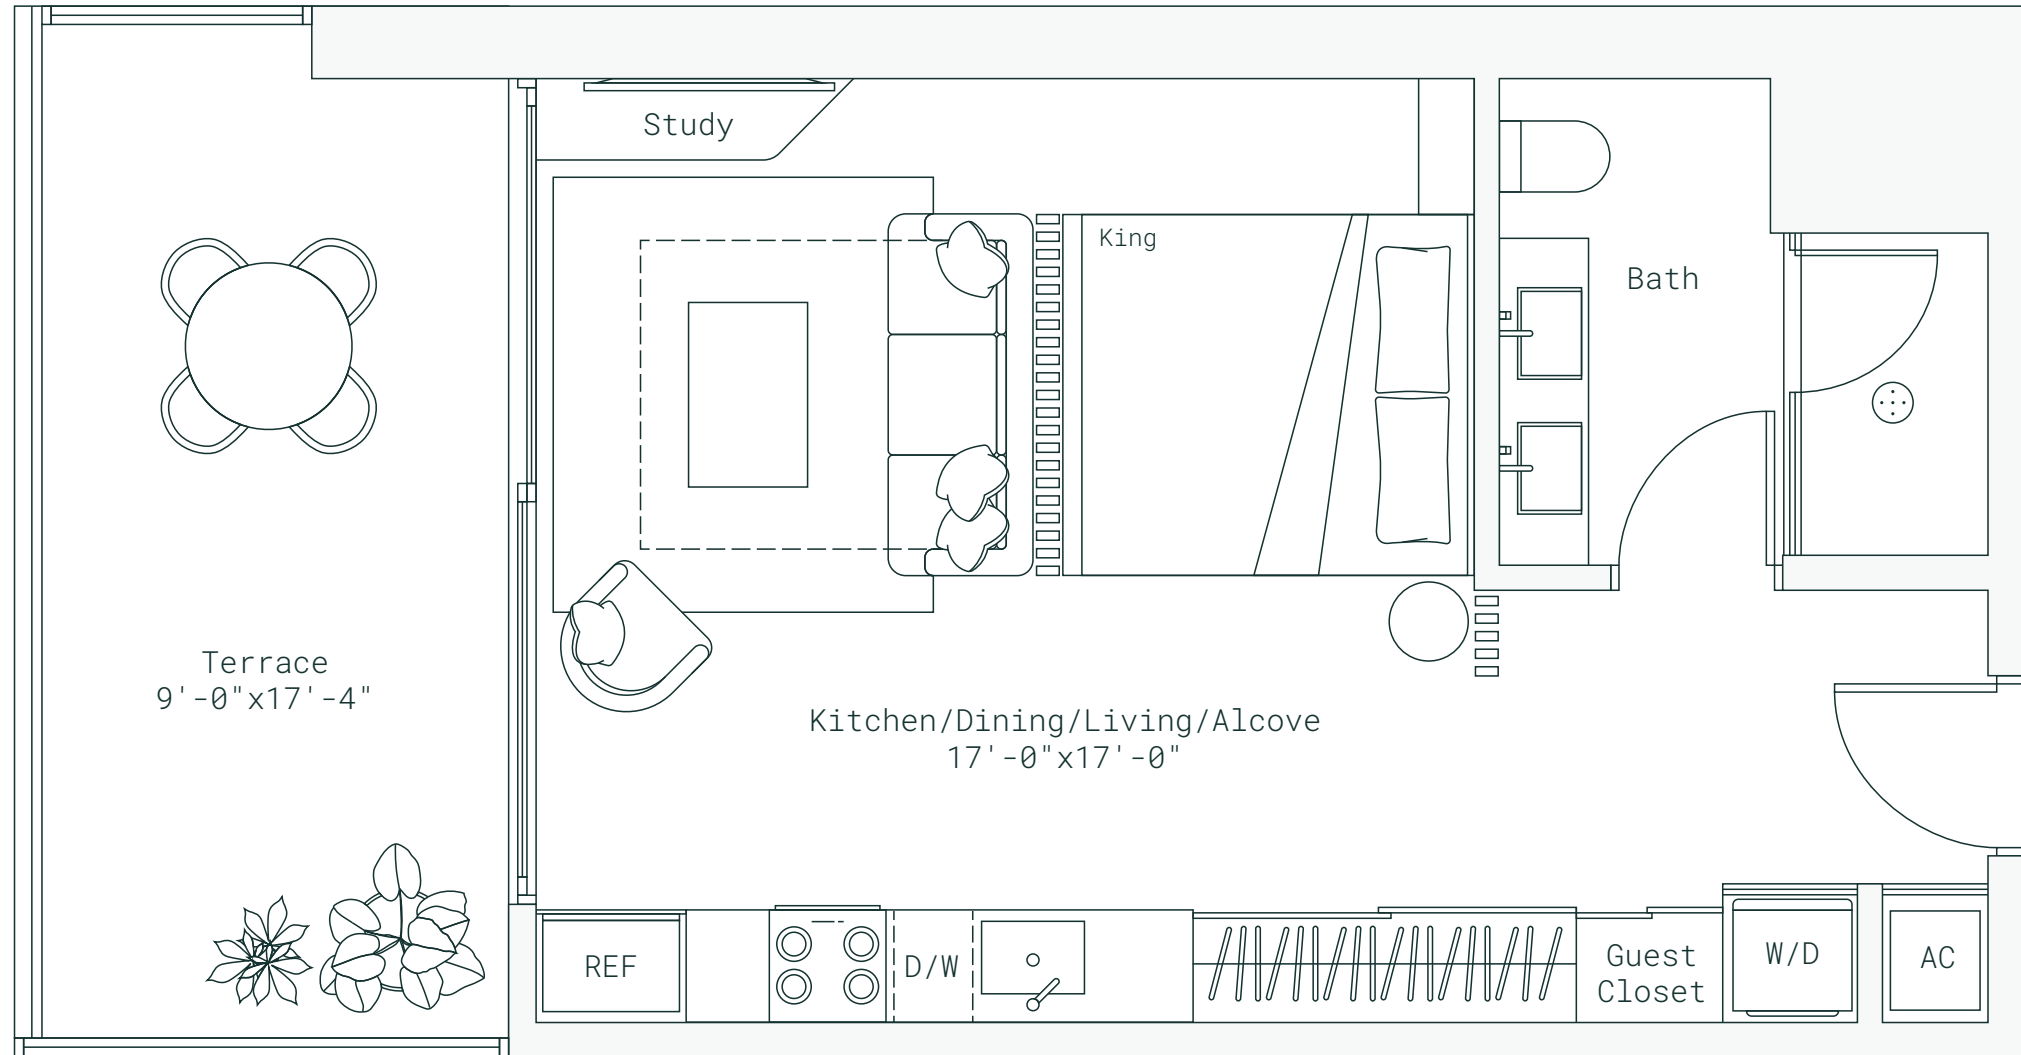 Study
King
Bath
Terrace
9'-0"x17'-4"
Kitchen/Dining/Living/Alcove
17'-0"x17'-0"
REF
D/W
Guest
Closet
W/D
AC